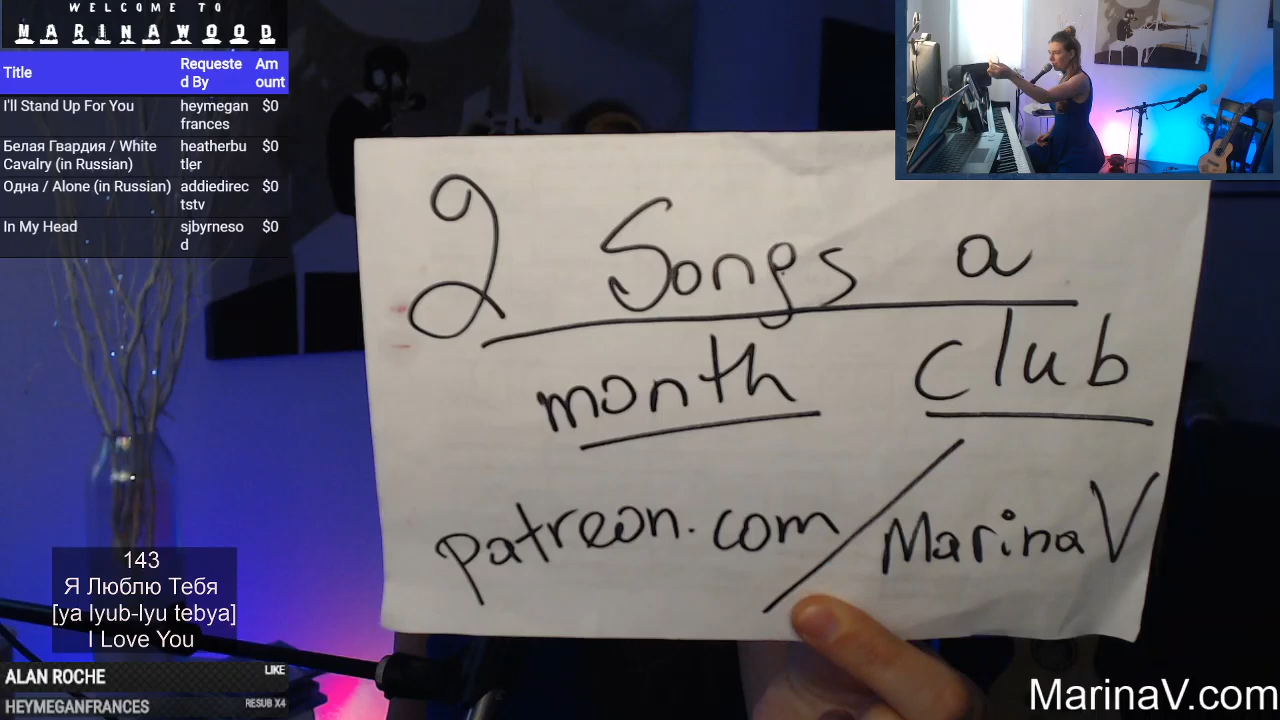 WELCOME TO
MARINAWOOD
Title Requested By Amount
I'll Stand Up For You heymeganfrances $0
Белая Гвардия / White Cavalry (in Russian) heatherbutler $0
Одна / Alone (in Russian) addiedirectstv $0
In My Head sjbyrnesod $0
2 Songs a
month club
patreon.com/MarinaV
143
Я Люблю Тебя
[ya lyub-lyu tebya]
I Love You
ALAN ROCHE LIKE
HEYMEGANFRANCES RESUB X4
MarinaV.com